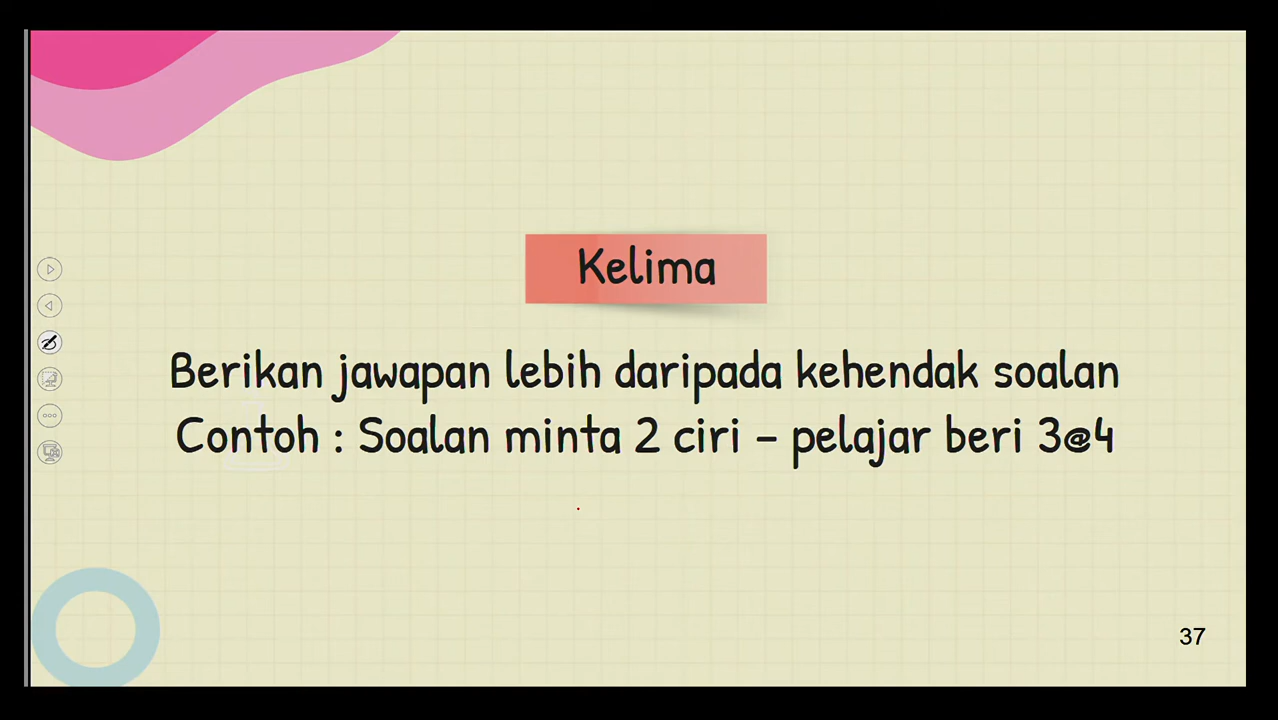 Kelima
Berikan jawapan lebih daripada kehendak soalan
Contoh : Soalan minta 2 ciri – pelajar beri 3@4
37